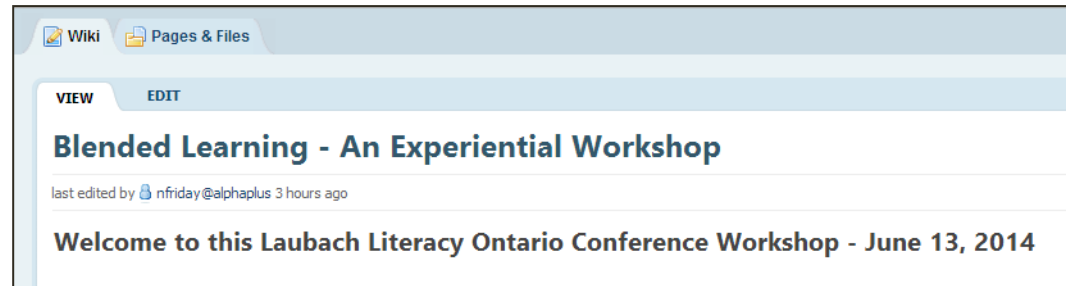 Wiki Pages & Files
VIEW EDIT
Blended Learning - An Experiential Workshop
last edited by nfriday@alphaplus 3 hours ago
Welcome to this Laubach Literacy Ontario Conference Workshop - June 13, 2014